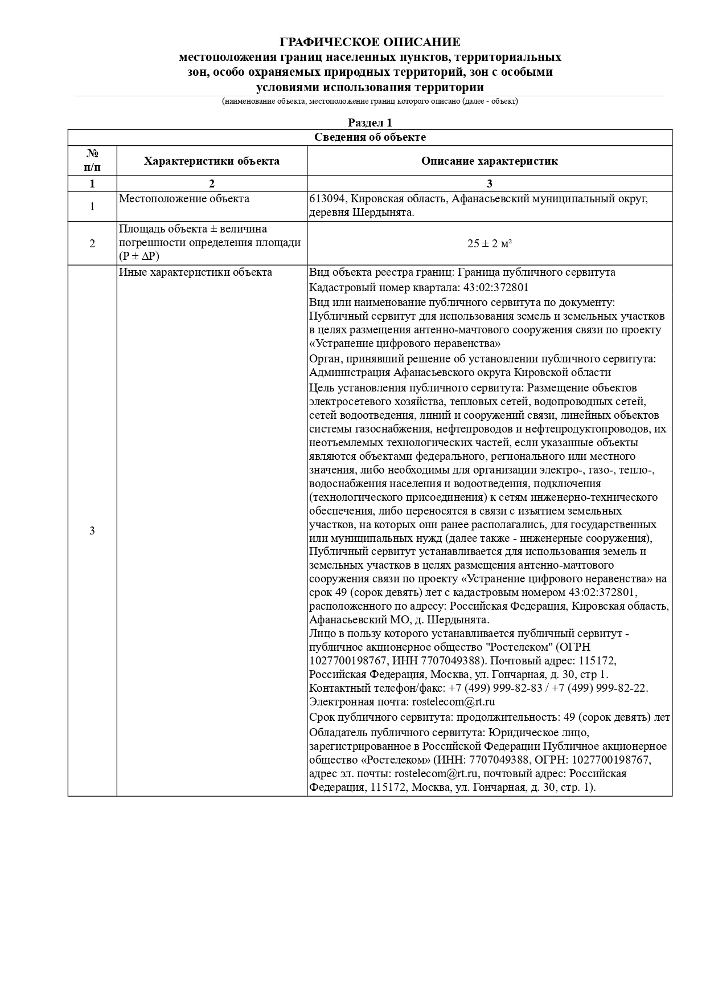 ГРАФИЧЕСКОЕ ОПИСАНИЕ
местоположения границ населенных пунктов, территориальных
зон, особо охраняемых природных территорий, зон с особыми
условиями использования территории
(наименование объекта, местоположение границ которого описано (далее - объект)
Раздел 1
Сведения об объекте
№
п/п
Характеристики объекта
Описание характеристик
1
2
3
1
Местоположение объекта
613094, Кировская область, Афанасьевский муниципальный округ,
деревня Шердынята.
2
Площадь объекта ± величина
погрешности определения площади
(P ± ∆P)
25 ± 2 м²
3
Иные характеристики объекта
Вид объекта реестра границ: Граница публичного сервитута
Кадастровый номер квартала: 43:02:372801
Вид или наименование публичного сервитута по документу:
Публичный сервитут для использования земель и земельных участков
в целях размещения антенно-мачтового сооружения связи по проекту
«Устранение цифрового неравенства»
Орган, принявший решение об установлении публичного сервитута:
Администрация Афанасьевского округа Кировской области
Цель установления публичного сервитута: Размещение объектов
электросетевого хозяйства, тепловых сетей, водопроводных сетей,
сетей водоотведения, линий и сооружений связи, линейных объектов
системы газоснабжения, нефтепроводов и нефтепродуктопроводов, их
неотъемлемых технологических частей, если указанные объекты
являются объектами федерального, регионального или местного
значения, либо необходимы для организации электро-, газо-, тепло-,
водоснабжения населения и водоотведения, подключения
(технологического присоединения) к сетям инженерно-технического
обеспечения, либо переносятся в связи с изъятием земельных
участков, на которых они ранее располагались, для государственных
или муниципальных нужд (далее также - инженерные сооружения),
Публичный сервитут устанавливается для использования земель и
земельных участков в целях размещения антенно-мачтового
сооружения связи по проекту «Устранение цифрового неравенства» на
срок 49 (сорок девять) лет с кадастровым номером 43:02:372801,
расположенного по адресу: Российская Федерация, Кировская область,
Афанасьевский МО, д. Шердынята.
Лицо в пользу которого устанавливается публичный сервитут -
публичное акционерное общество "Ростелеком" (ОГРН
1027700198767, ИНН 7707049388). Почтовый адрес: 115172,
Российская Федерация, Москва, ул. Гончарная, д. 30, стр 1.
Контактный телефон/факс: +7 (499) 999-82-83 / +7 (499) 999-82-22.
Электронная почта: rostelecom@rt.ru
Срок публичного сервитута: продолжительность: 49 (сорок девять) лет
Обладатель публичного сервитута: Юридическое лицо,
зарегистрированное в Российской Федерации Публичное акционерное
общество «Ростелеком» (ИНН: 7707049388, ОГРН: 1027700198767,
адрес эл. почты: rostelecom@rt.ru, почтовый адрес: Российская
Федерация, 115172, Москва, ул. Гончарная, д. 30, стр. 1).